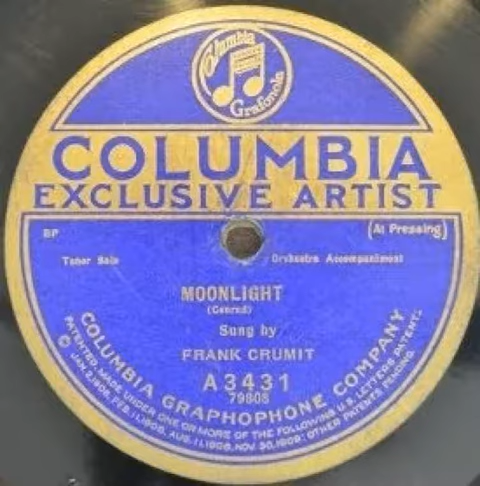 Columbia
Grafonola
COLUMBIA
EXCLUSIVE ARTIST
BP
(At Pressing)
Tenor Solo
Orchestra Accompaniment
MOONLIGHT
(Conrad)
Sung by
FRANK CRUMIT
A3431
79808
COLUMBIA GRAPHOPHONE COMPANY
PATENTED, MADE UNDER ONE OR MORE OF THE FOLLOWING U.S. LETTERS PATENT:
© JAN.2,1906, FEB.11,1908, AUG.11,1908, NOV.30,1909; OTHER PATENTS PENDING.